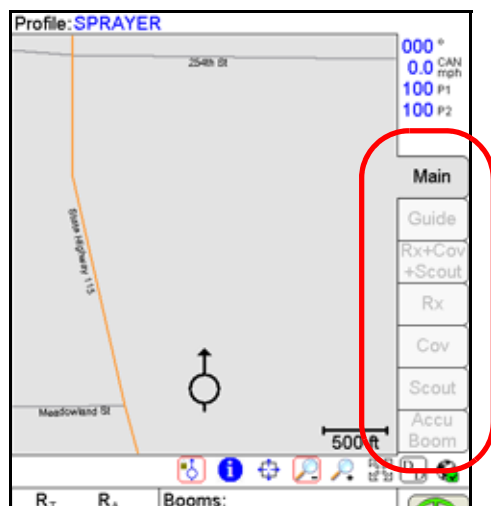 Profile: SPRAYER
000 °
0.0 CAN mph
100 P1
100 P2
254th St
Main
Guide
Rx+Cov
+Scout
Rx
Cov
Scout
Accu
Boom
State Highway 115
Meadowland St
500 ft
Booms: